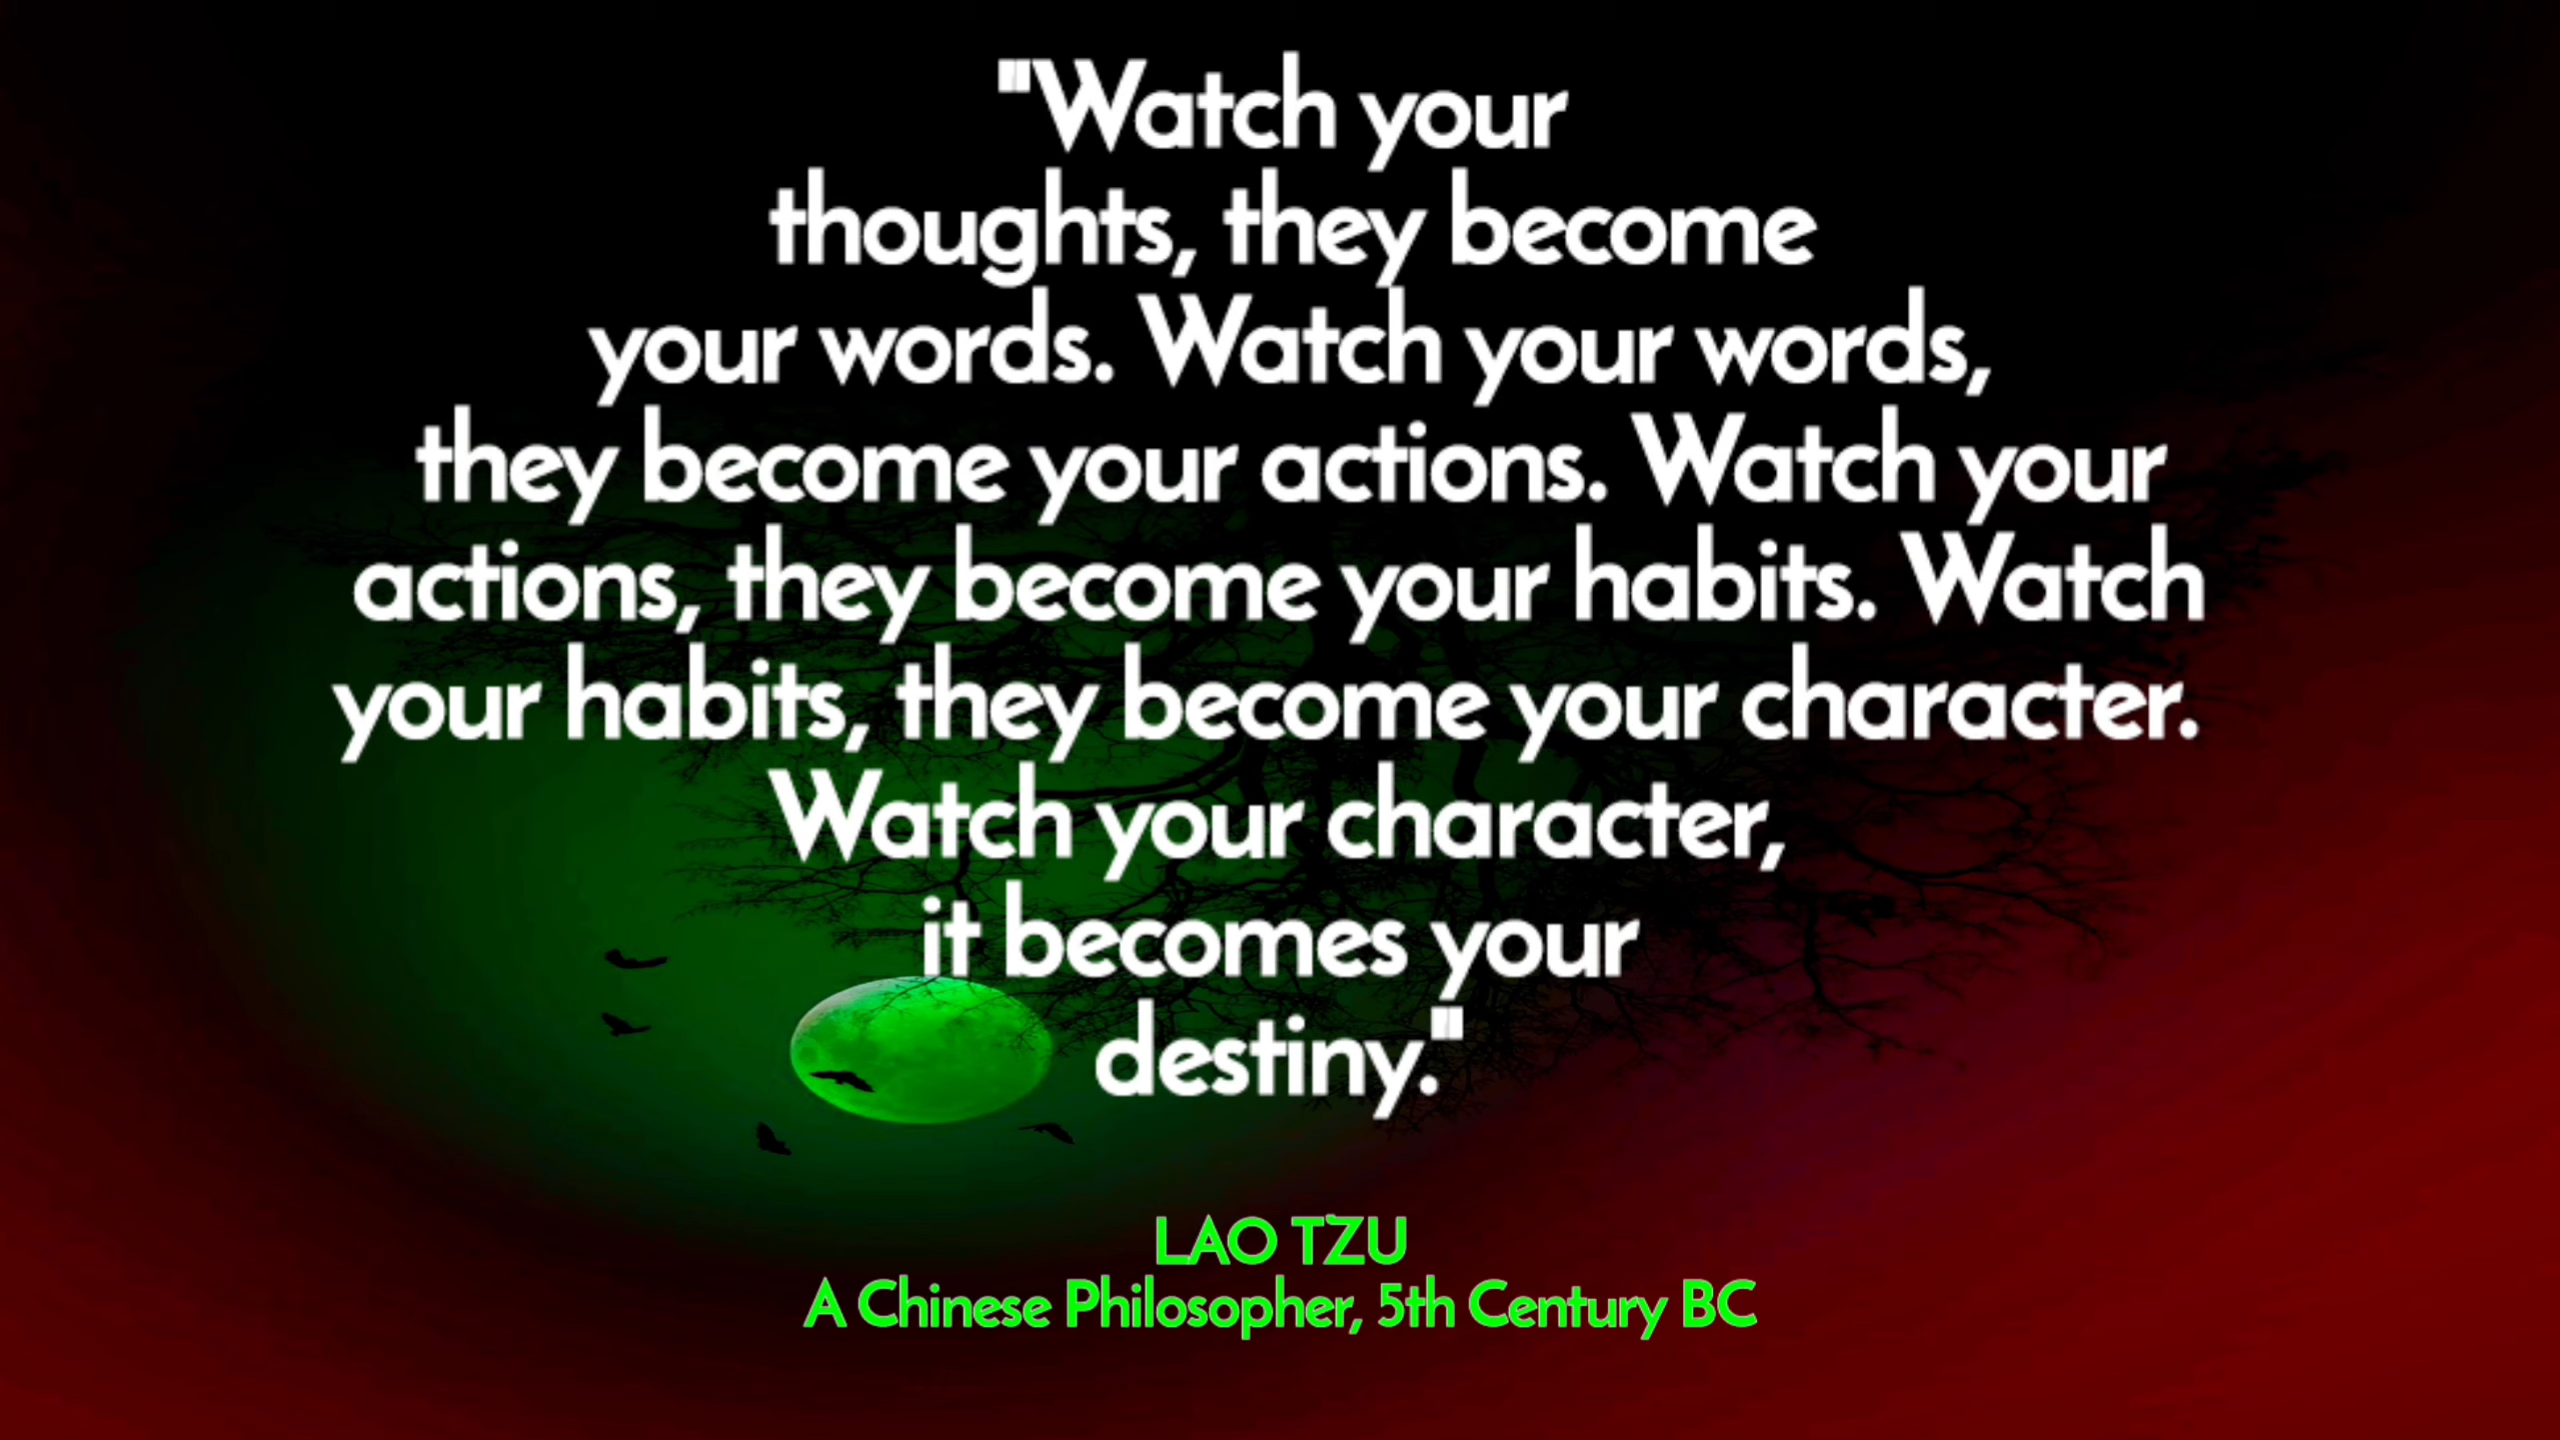 "Watch your
thoughts, they become
your words. Watch your words,
they become your actions. Watch your
actions, they become your habits. Watch
your habits, they become your character.
Watch your character,
it becomes your
destiny."
LAO TZU
A Chinese Philosopher, 5th Century BC